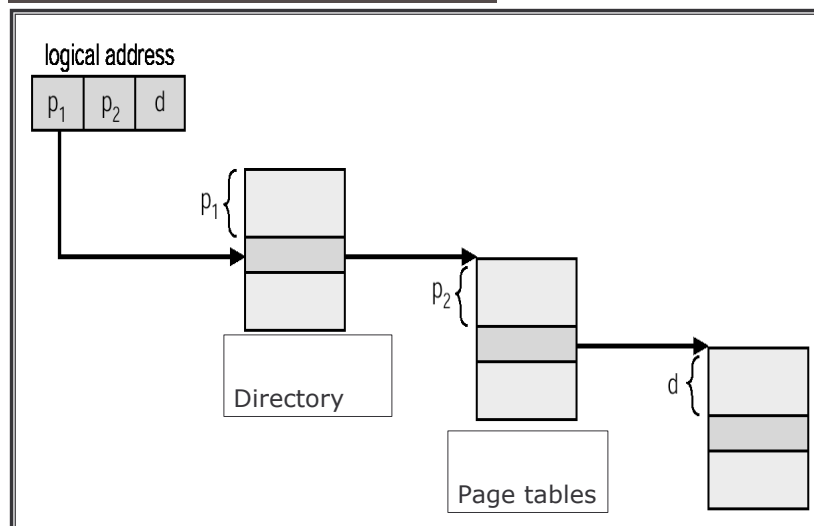 logical address
p1 p2 d
p1
p2
Directory
d
Page tables